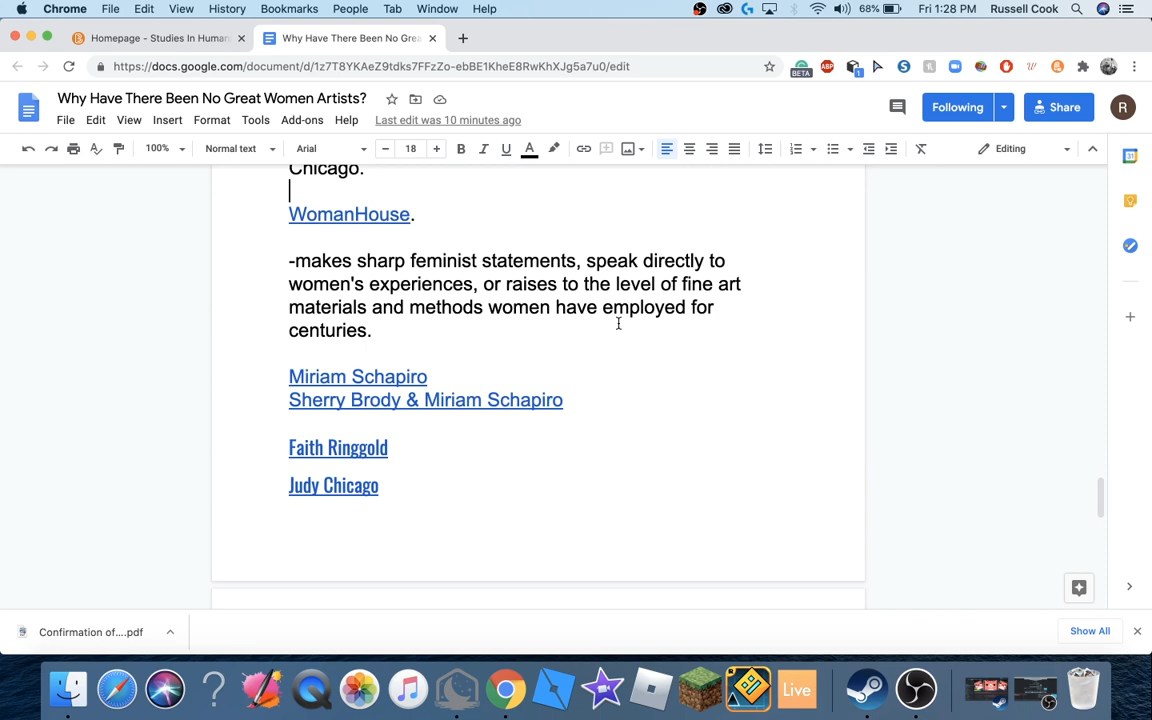 Chrome File Edit View History Bookmarks People Tab Window Help 68% Fri 1:28 PM Russell Cook
Homepage - Studies In Human Why Have There Been No Grea
https://docs.google.com/document/d/1z7T8YKAeZ9tdks7FFzZo-ebBE1KheE8RwKhXJg5a7u0/edit
BETA ABP 1
Why Have There Been No Great Women Artists? Following Share R
File Edit View Insert Format Tools Add-ons Help Last edit was 10 minutes ago
100% Normal text Arial 18 Editing
Chicago.
WomanHouse.
-makes sharp feminist statements, speak directly to
women's experiences, or raises to the level of fine art
materials and methods women have employed for
centuries.
Miriam Schapiro
Sherry Brody & Miriam Schapiro
Faith Ringgold
Judy Chicago
Confirmation of....pdf Show All
Live